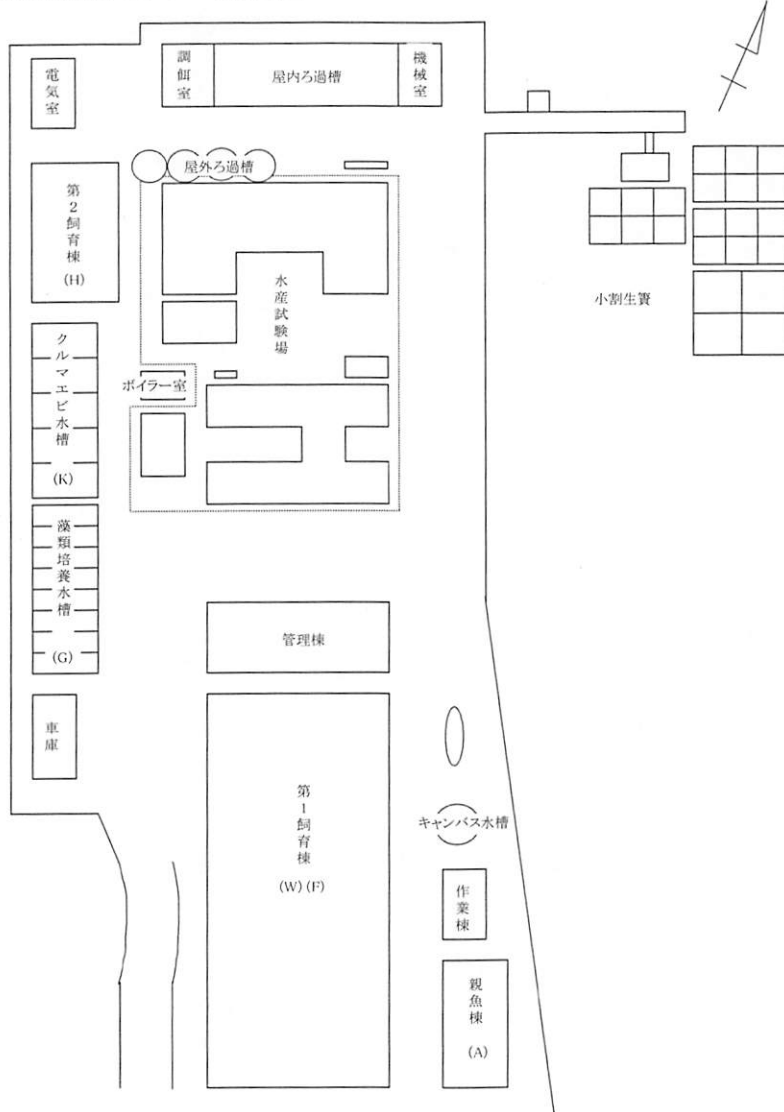 電気室
調餌室
屋内ろ過槽
機械室
屋外ろ過槽
第2飼育棟
(H)
水産試験場
小割生簀
クルマエビ水槽
(K)
ボイラー室
藻類培養水槽
(G)
管理棟
車庫
第1飼育棟
(W)(F)
キャンバス水槽
作業棟
親魚棟
(A)